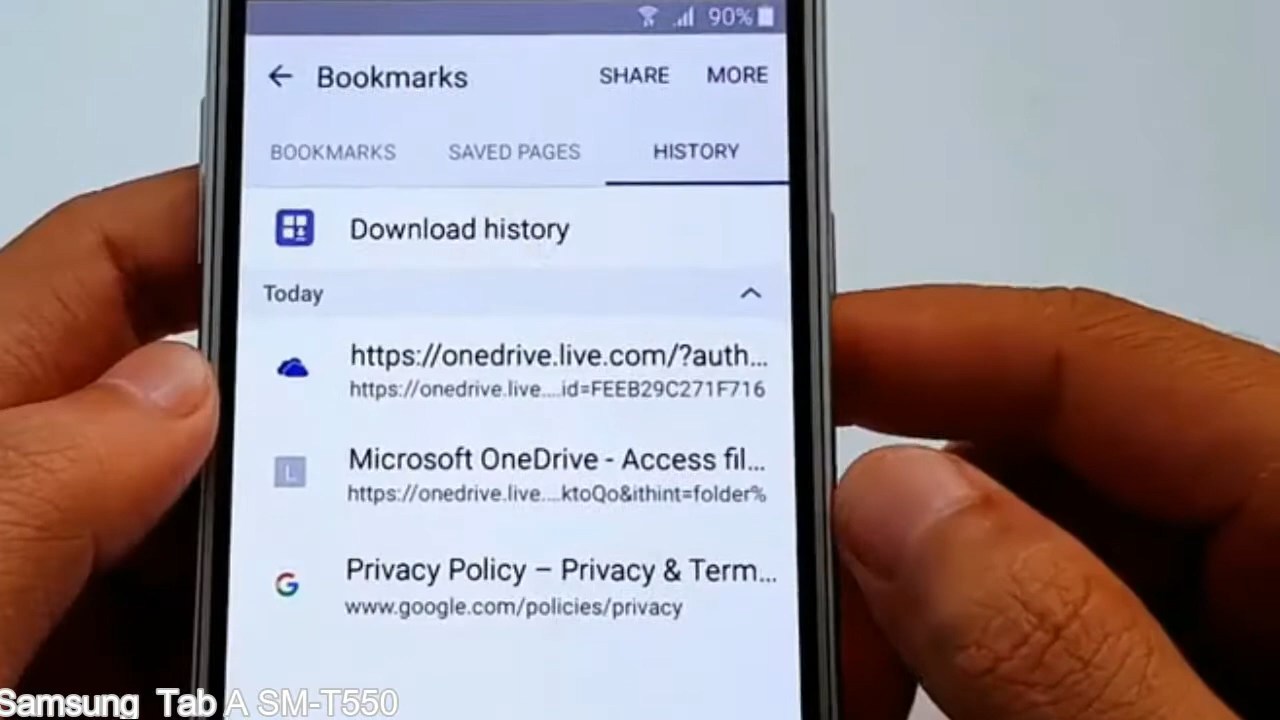 90%
Bookmarks SHARE MORE
BOOKMARKS SAVED PAGES HISTORY
Download history
Today
https://onedrive.live.com/?auth...
https://onedrive.live....id=FEEB29C271F716
L
Microsoft OneDrive - Access fil...
https://onedrive.live....ktoQo&ithint=folder%
G
Privacy Policy – Privacy & Term...
www.google.com/policies/privacy
Samsung Tab A SM-T550